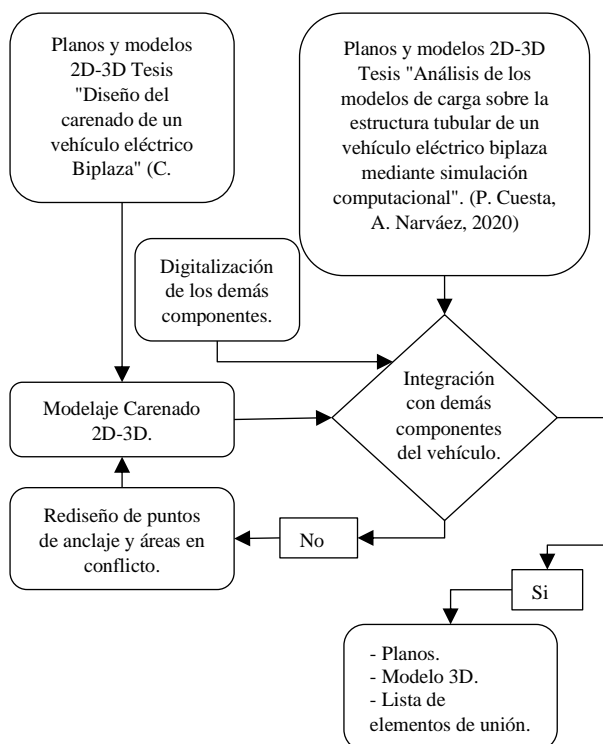 Planos y modelos
2D-3D Tesis
"Diseño del
carenado de un
vehículo eléctrico
Biplaza" (C.
Planos y modelos 2D-3D
Tesis "Análisis de los
modelos de carga sobre la
estructura tubular de un
vehículo eléctrico biplaza
mediante simulación
computacional". (P. Cuesta,
A. Narváez, 2020)
Digitalización
de los demás
componentes.
Modelaje Carenado
2D-3D.
Integración
con demás
componentes
del vehículo.
Rediseño de puntos
de anclaje y áreas en
conflicto.
No
Si
- Planos.
- Modelo 3D.
- Lista de
elementos de unión.